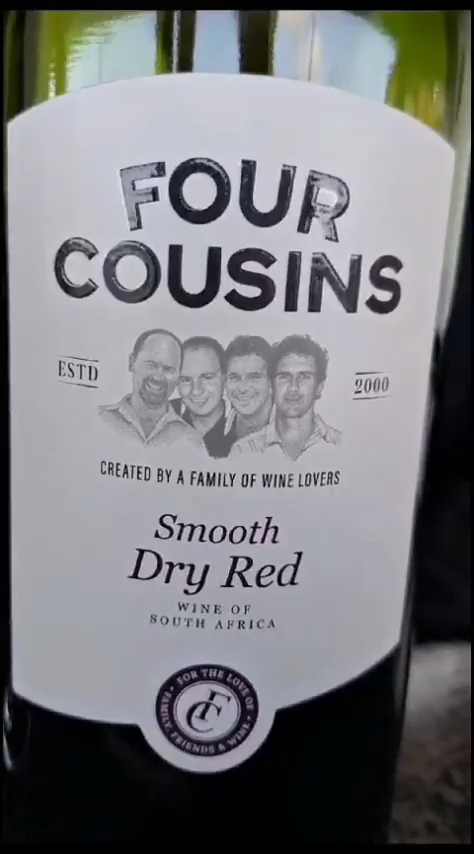 FOUR
COUSINS
ESTD
2000
CREATED BY A FAMILY OF WINE LOVERS
Smooth
Dry Red
WINE OF
SOUTH AFRICA
FOR THE LOVE OF
FAMILY, FRIENDS & WINE
FC